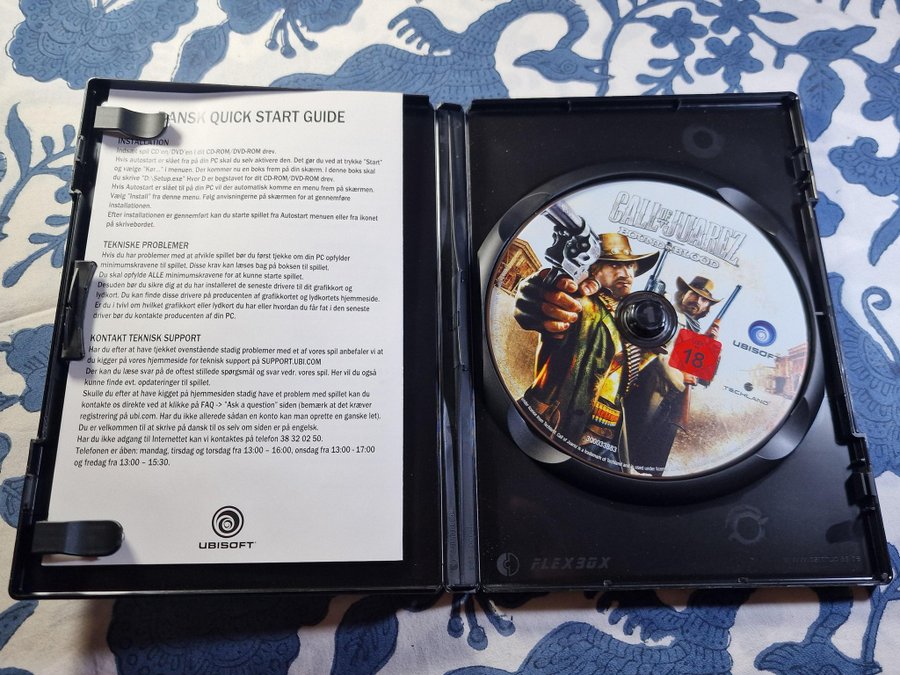 DANSK QUICK START GUIDE
INSTALLATION
Indsæt spil CD'en/DVD'en i dit CD-ROM/DVD-ROM drev.
Hvis autostart er slået fra på din PC skal du selv aktivere den. Det gør du ved at trykke "Start"
og vælge "Kør..." i menuen. Der kommer nu en boks frem på din skærm. I denne boks skal
du skrive "D:\Setup.exe" Hvor D er bogstavet for dit CD-ROM/DVD-ROM drev.
Hvis Autostart er slået til på din PC vil der automatisk komme en menu frem på skærmen.
Vælg "Install" fra denne menu. Følg anvisningerne på skærmen for at gennemføre
installationen.
Efter installationen er gennemført kan du starte spillet fra Autostart menuen eller fra ikonet
på skrivebordet.
TEKNISKE PROBLEMER
Hvis du har problemer med at afvikle spillet bør du først tjekke om din PC opfylder
minimumskravene til spillet. Disse krav kan læses bag på boksen til spillet.
Du skal opfylde ALLE minimumskravene for at kunne starte spillet.
Desuden bør du sikre dig at du har installeret de seneste drivere til dit grafikkort og
lydkort. Du kan finde disse drivere på producenten af grafikkortet og lydkortets hjemmeside.
Er du i tvivl om hvilket grafikkort eller lydkort du har eller hvordan du får fat i den seneste
driver bør du kontakte producenten af din PC.
KONTAKT TEKNISK SUPPORT
Har du efter at have tjekket ovenstående stadig problemer med et af vores spil anbefaler vi at
du kigger på vores hjemmeside for teknisk support på SUPPORT.UBI.COM
Der kan du læse svar på de oftest stillede spørgsmål og svar vedr. vores spil. Her vil du også
kunne finde evt. opdateringer til spillet.
Skulle du efter at have kigget på hjemmesiden stadig have et problem med spillet kan du
kontakte os direkte ved at klikke på FAQ -> "Ask a question" siden (bemærk at det kræver
registrering på ubi.com. Har du ikke allerede sådan en konto kan man oprette en ganske let).
Du er velkommen til at skrive på dansk til os selv om siden er på engelsk.
Har du ikke adgang til Internettet kan vi kontaktes på telefon 38 32 02 50.
Telefonen er åben: mandag, tirsdag og torsdag fra 13:00 – 16:00, onsdag fra 13:00 - 17:00
og fredag fra 13:00 – 15:30.
UBISOFT
CALL OF JUAREZ
BOUND IN BLOOD
18
UBISOFT
TECHLAND
300033883
FLEXBOX